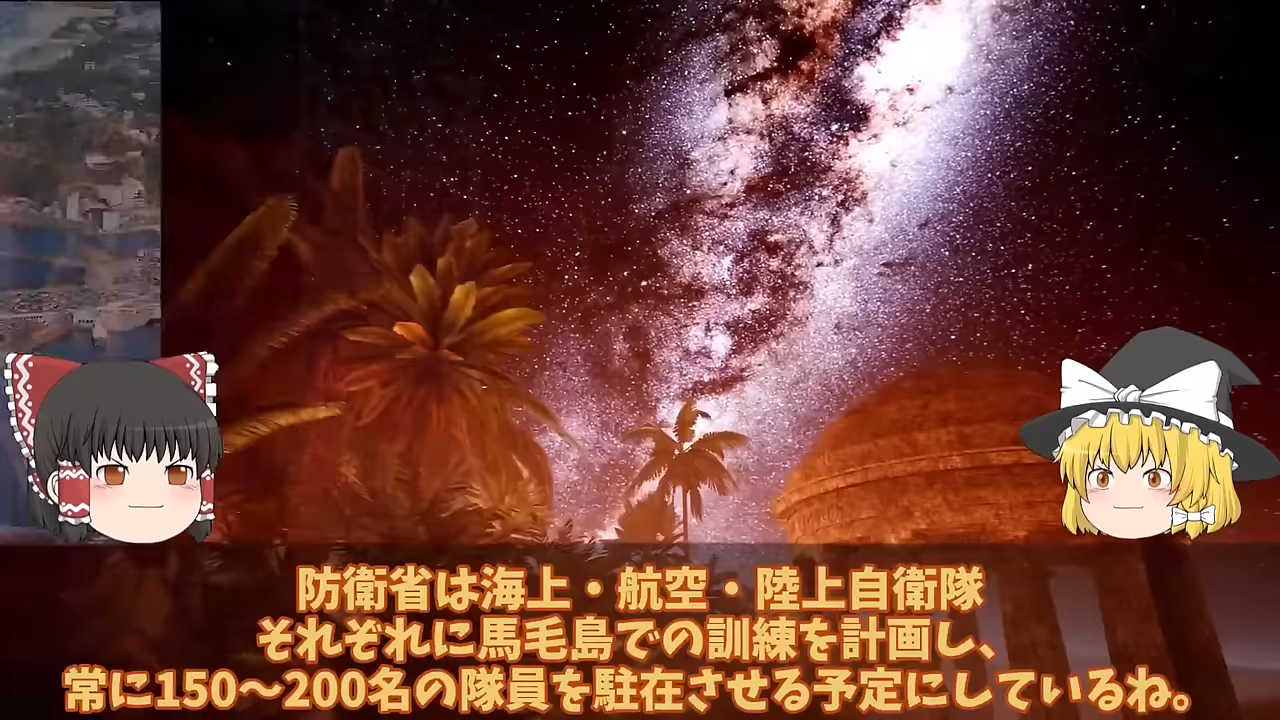 防衛省は海上・航空・陸上自衛隊
それぞれに馬毛島での訓練を計画し、
常に150～200名の隊員を駐在させる予定にしているね。